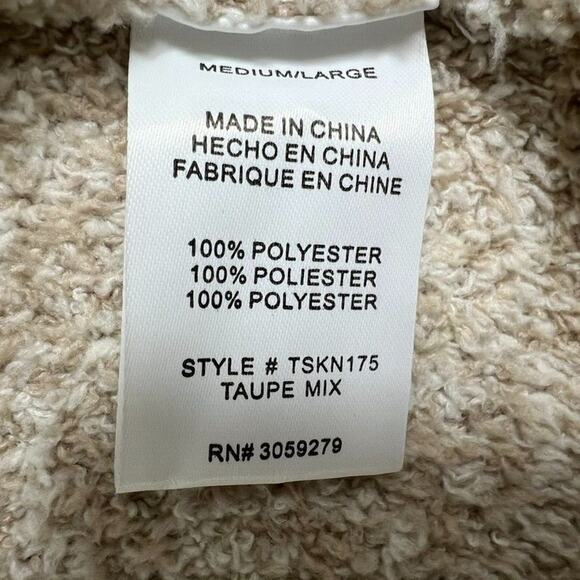 MEDIUM/LARGE
MADE IN CHINA
HECHO EN CHINA
FABRIQUE EN CHINE
100% POLYESTER
100% POLIESTER
100% POLYESTER
STYLE # TSKN175
TAUPE MIX
RN# 3059279